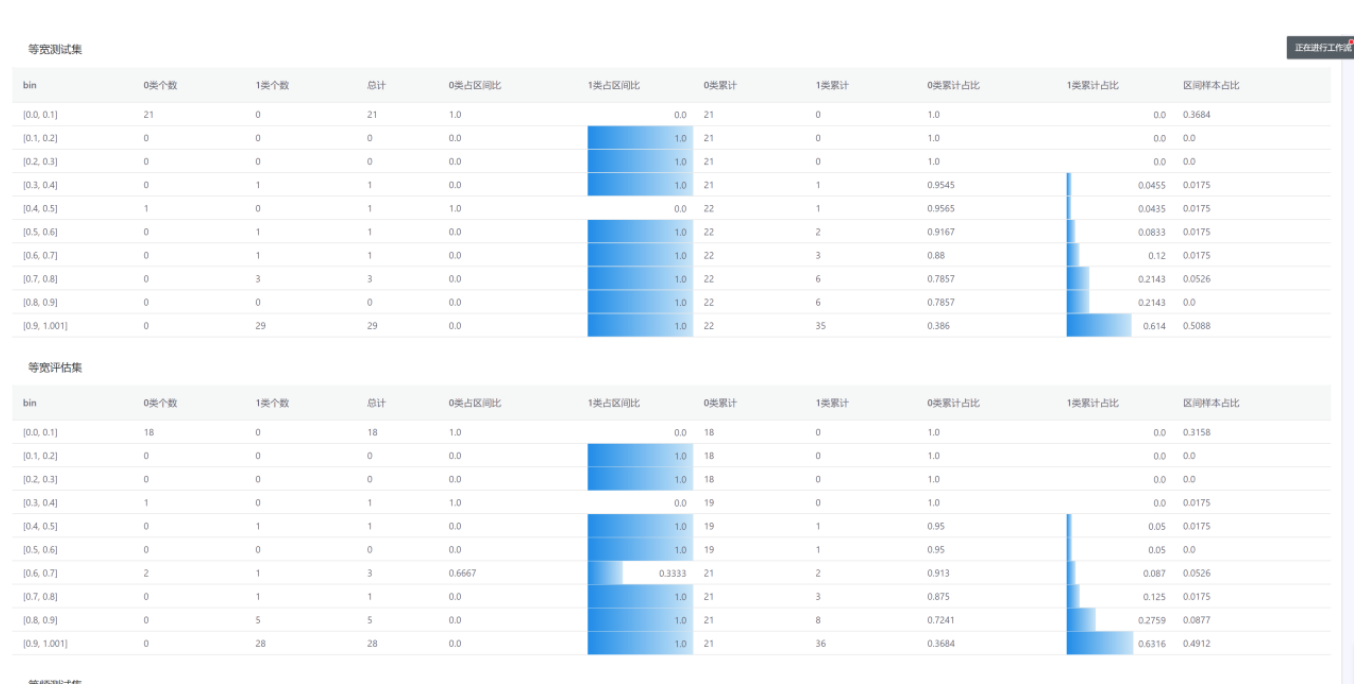 等宽测试集
正在进行工作流
bin 0类个数 1类个数 总计 0类占区间比 1类占区间比 0类累计 1类累计 0类累计占比 1类累计占比 区间样本占比
[0.0, 0.1] 21 0 21 1.0 0.0 21 0 1.0 0.0 0.3684
[0.1, 0.2] 0 0 0 0.0 1.0 21 0 1.0 0.0 0.0
[0.2, 0.3] 0 0 0 0.0 1.0 21 0 1.0 0.0 0.0
[0.3, 0.4] 0 1 1 0.0 1.0 21 1 0.9545 0.0455 0.0175
[0.4, 0.5] 1 0 1 1.0 0.0 22 1 0.9565 0.0435 0.0175
[0.5, 0.6] 0 1 1 0.0 1.0 22 2 0.9167 0.0833 0.0175
[0.6, 0.7] 0 1 1 0.0 1.0 22 3 0.88 0.12 0.0175
[0.7, 0.8] 0 3 3 0.0 1.0 22 6 0.7857 0.2143 0.0526
[0.8, 0.9] 0 0 0 0.0 1.0 22 6 0.7857 0.2143 0.0
[0.9, 1.001] 0 29 29 0.0 1.0 22 35 0.386 0.614 0.5088
等宽评估集
bin 0类个数 1类个数 总计 0类占区间比 1类占区间比 0类累计 1类累计 0类累计占比 1类累计占比 区间样本占比
[0.0, 0.1] 18 0 18 1.0 0.0 18 0 1.0 0.0 0.3158
[0.1, 0.2] 0 0 0 0.0 1.0 18 0 1.0 0.0 0.0
[0.2, 0.3] 0 0 0 0.0 1.0 18 0 1.0 0.0 0.0
[0.3, 0.4] 1 0 1 1.0 0.0 19 0 1.0 0.0 0.0175
[0.4, 0.5] 0 1 1 0.0 1.0 19 1 0.95 0.05 0.0175
[0.5, 0.6] 0 0 0 0.0 1.0 19 1 0.95 0.05 0.0
[0.6, 0.7] 2 1 3 0.6667 0.3333 21 2 0.913 0.087 0.0526
[0.7, 0.8] 0 1 1 0.0 1.0 21 3 0.875 0.125 0.0175
[0.8, 0.9] 0 5 5 0.0 1.0 21 8 0.7241 0.2759 0.0877
[0.9, 1.001] 0 28 28 0.0 1.0 21 36 0.3684 0.6316 0.4912